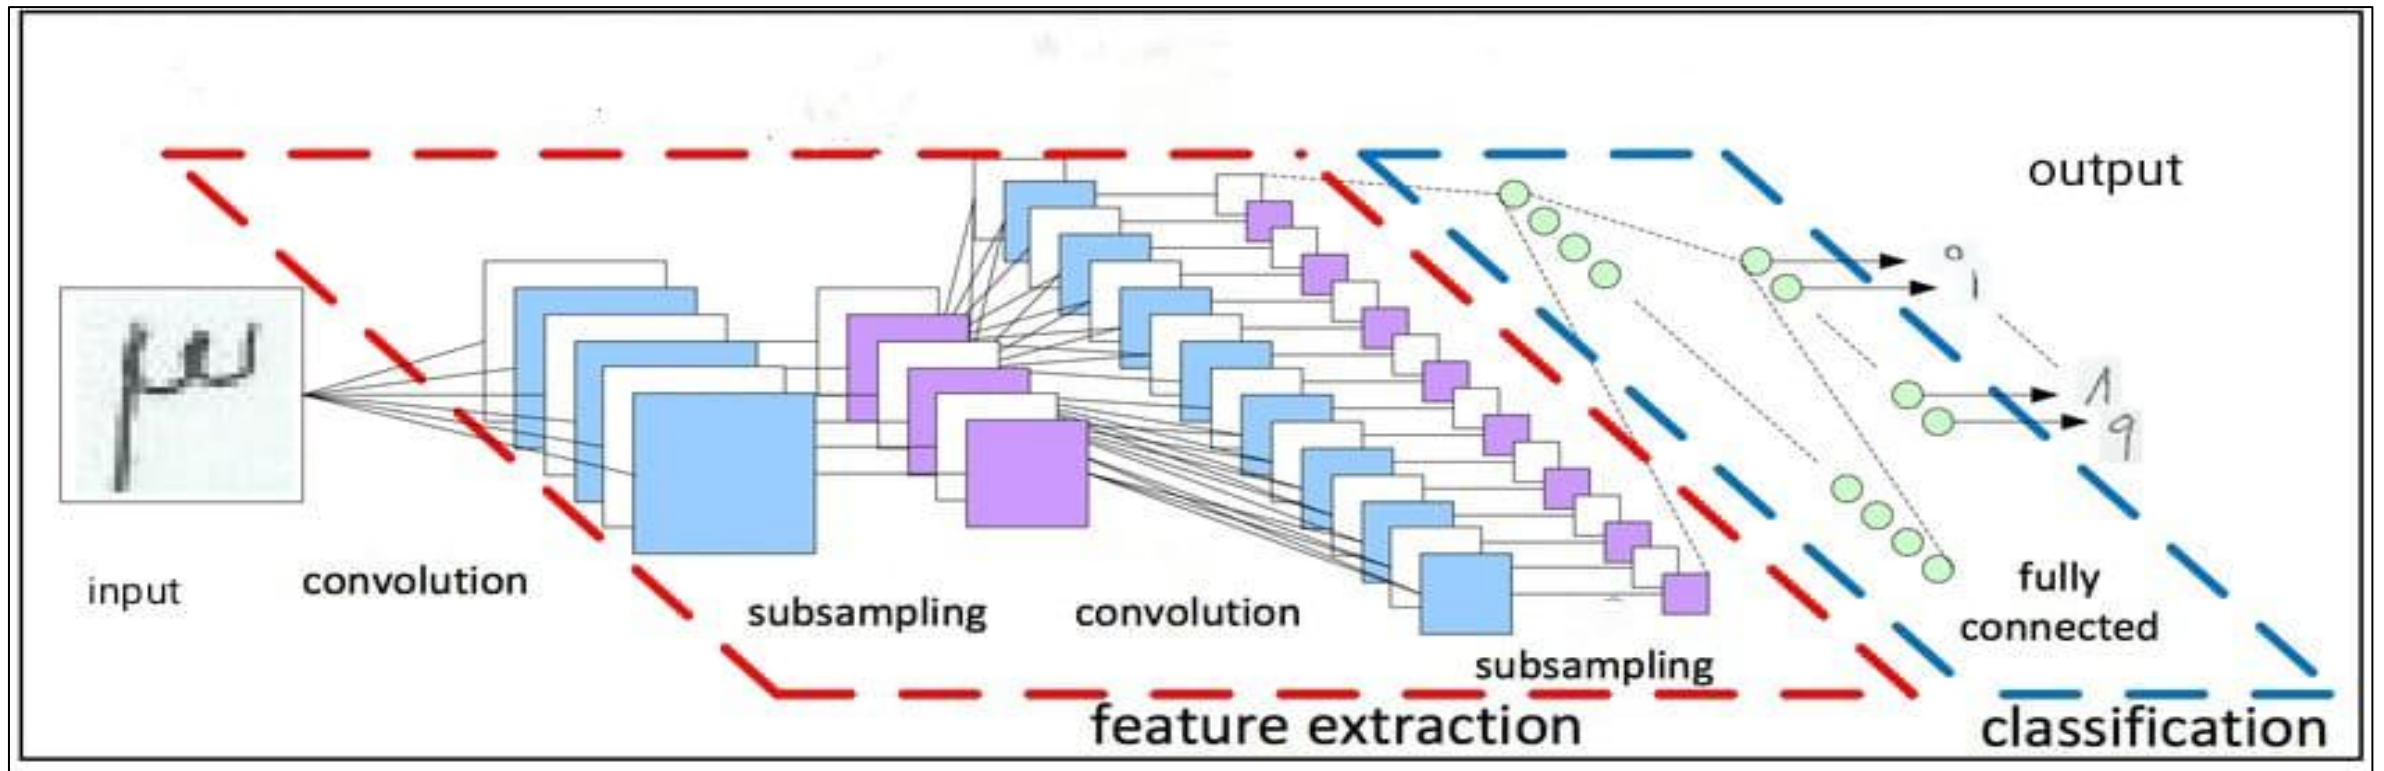 output
μ
input
convolution
subsampling
convolution
subsampling
fully
connected
feature extraction
classification